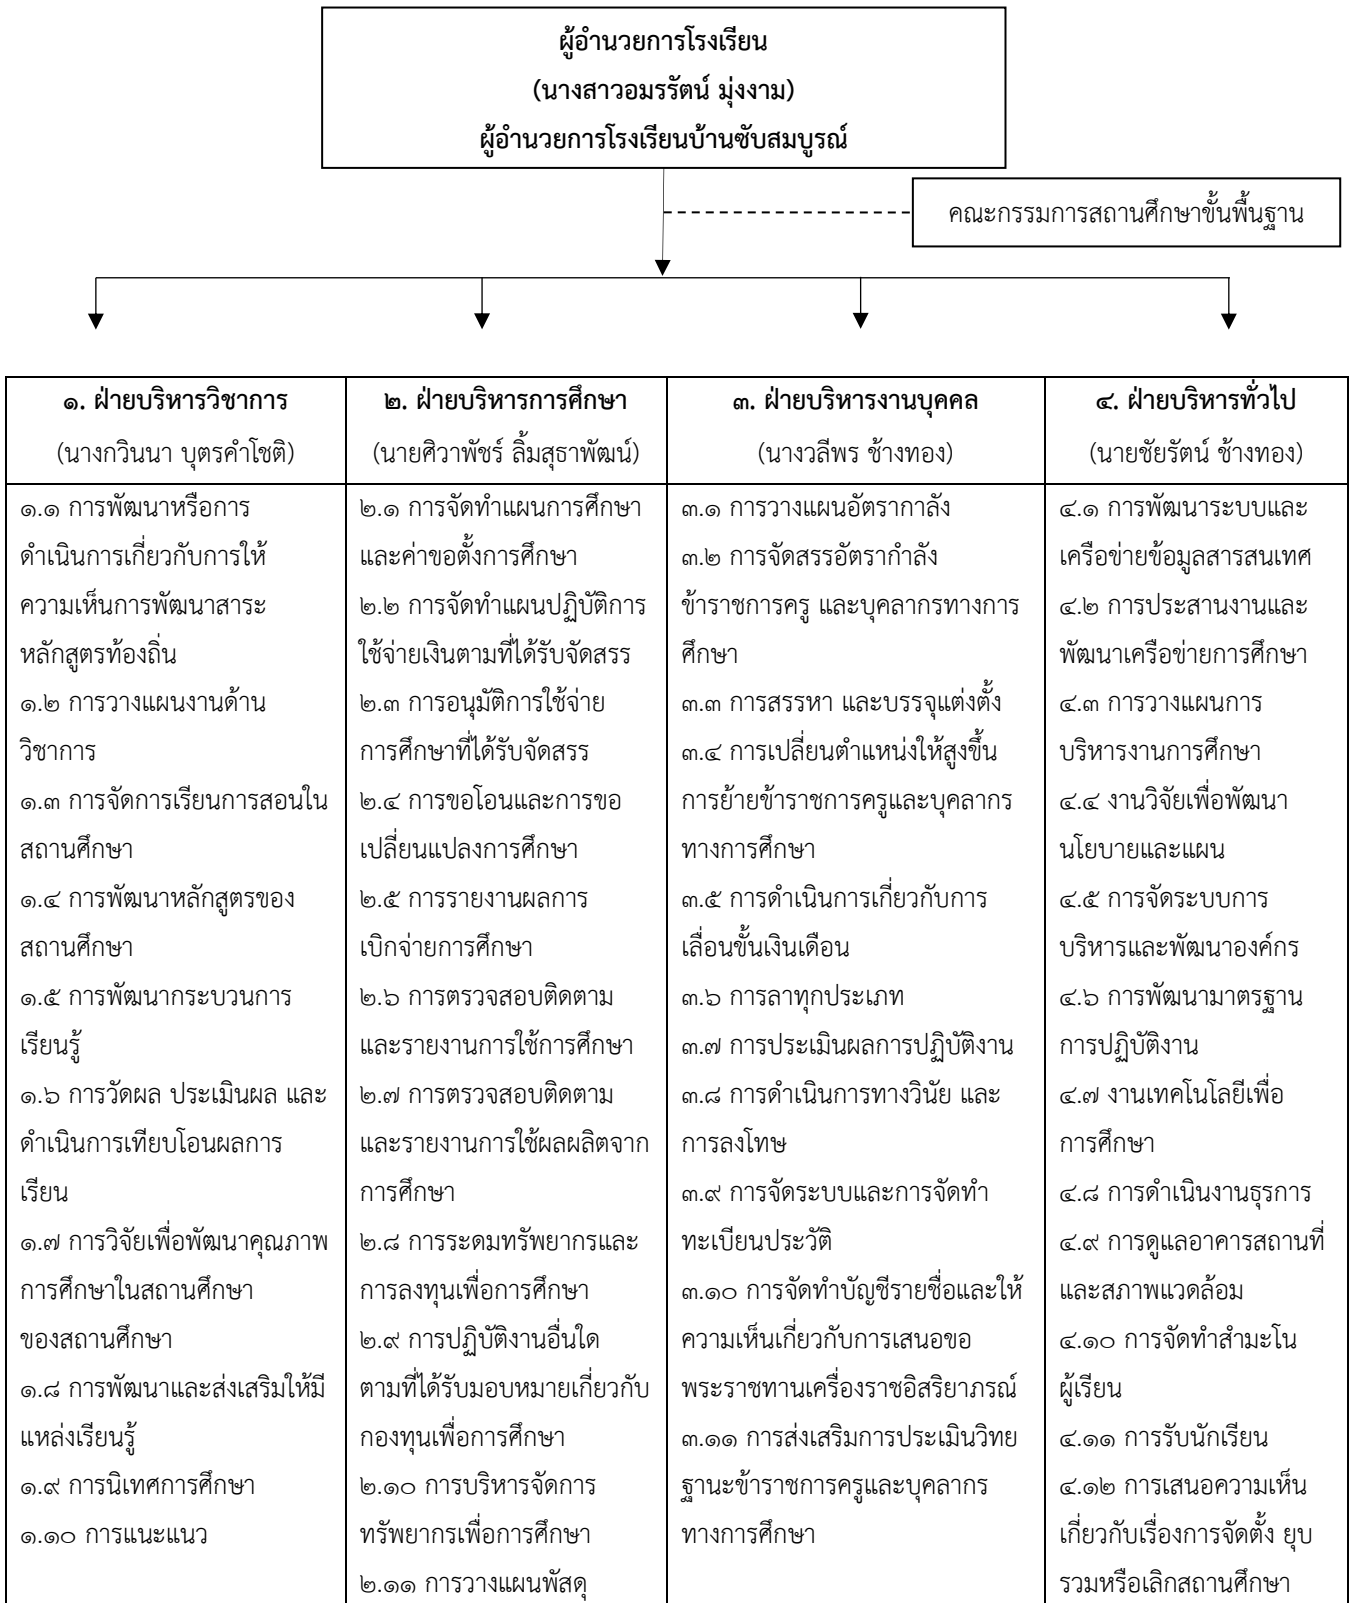 ผู้อำนวยการโรงเรียน
(นางสาวอมรรัตน์ มุ่งงาม)
ผู้อำนวยการโรงเรียนบ้านซับสมบูรณ์
คณะกรรมการสถานศึกษาขั้นพื้นฐาน
๑. ฝ่ายบริหารวิชาการ
(นางกวินนา บุตรคำโชติ)
๑.๑ การพัฒนาหรือการ
ดำเนินการเกี่ยวกับการให้
ความเห็นการพัฒนาสาระ
หลักสูตรท้องถิ่น
๑.๒ การวางแผนงานด้าน
วิชาการ
๑.๓ การจัดการเรียนการสอนใน
สถานศึกษา
๑.๔ การพัฒนาหลักสูตรของ
สถานศึกษา
๑.๕ การพัฒนากระบวนการ
เรียนรู้
๑.๖ การวัดผล ประเมินผล และ
ดำเนินการเทียบโอนผลการ
เรียน
๑.๗ การวิจัยเพื่อพัฒนาคุณภาพ
การศึกษาในสถานศึกษา
ของสถานศึกษา
๑.๘ การพัฒนาและส่งเสริมให้มี
แหล่งเรียนรู้
๑.๙ การนิเทศการศึกษา
๑.๑๐ การแนะแนว
๒. ฝ่ายบริหารการศึกษา
(นายศิวาพัชร์ ลิ้มสุธาพัฒน์)
๒.๑ การจัดทำแผนการศึกษา
และค่าขอตั้งการศึกษา
๒.๒ การจัดทำแผนปฏิบัติการ
ใช้จ่ายเงินตามที่ได้รับจัดสรร
๒.๓ การอนุมัติการใช้จ่าย
การศึกษาที่ได้รับจัดสรร
๒.๔ การขอโอนและการขอ
เปลี่ยนแปลงการศึกษา
๒.๕ การรายงานผลการ
เบิกจ่ายการศึกษา
๒.๖ การตรวจสอบติดตาม
และรายงานการใช้การศึกษา
๒.๗ การตรวจสอบติดตาม
และรายงานการใช้ผลผลิตจาก
การศึกษา
๒.๘ การระดมทรัพยากรและ
การลงทุนเพื่อการศึกษา
๒.๙ การปฏิบัติงานอื่นใด
ตามที่ได้รับมอบหมายเกี่ยวกับ
กองทุนเพื่อการศึกษา
๒.๑๐ การบริหารจัดการ
ทรัพยากรเพื่อการศึกษา
๒.๑๑ การวางแผนพัสดุ
๓. ฝ่ายบริหารงานบุคคล
(นางวลีพร ช้างทอง)
๓.๑ การวางแผนอัตรากาลัง
๓.๒ การจัดสรรอัตรากำลัง
ข้าราชการครู และบุคลากรทางการ
ศึกษา
๓.๓ การสรรหา และบรรจุแต่งตั้ง
๓.๔ การเปลี่ยนตำแหน่งให้สูงขึ้น
การย้ายข้าราชการครูและบุคลากร
ทางการศึกษา
๓.๕ การดำเนินการเกี่ยวกับการ
เลื่อนขั้นเงินเดือน
๓.๖ การลาทุกประเภท
๓.๗ การประเมินผลการปฏิบัติงาน
๓.๘ การดำเนินการทางวินัย และ
การลงโทษ
๓.๙ การจัดระบบและการจัดทำ
ทะเบียนประวัติ
๓.๑๐ การจัดทำบัญชีรายชื่อและให้
ความเห็นเกี่ยวกับการเสนอขอ
พระราชทานเครื่องราชอิสริยาภรณ์
๓.๑๑ การส่งเสริมการประเมินวิทย
ฐานะข้าราชการครูและบุคลากร
ทางการศึกษา
๔. ฝ่ายบริหารทั่วไป
(นายชัยรัตน์ ช้างทอง)
๔.๑ การพัฒนาระบบและ
เครือข่ายข้อมูลสารสนเทศ
๔.๒ การประสานงานและ
พัฒนาเครือข่ายการศึกษา
๔.๓ การวางแผนการ
บริหารงานการศึกษา
๔.๔ งานวิจัยเพื่อพัฒนา
นโยบายและแผน
๔.๕ การจัดระบบการ
บริหารและพัฒนาองค์กร
๔.๖ การพัฒนามาตรฐาน
การปฏิบัติงาน
๔.๗ งานเทคโนโลยีเพื่อ
การศึกษา
๔.๘ การดำเนินงานธุรการ
๔.๙ การดูแลอาคารสถานที่
และสภาพแวดล้อม
๔.๑๐ การจัดทำสำมะโน
ผู้เรียน
๔.๑๑ การรับนักเรียน
๔.๑๒ การเสนอความเห็น
เกี่ยวกับเรื่องการจัดตั้ง ยุบ
รวมหรือเลิกสถานศึกษา